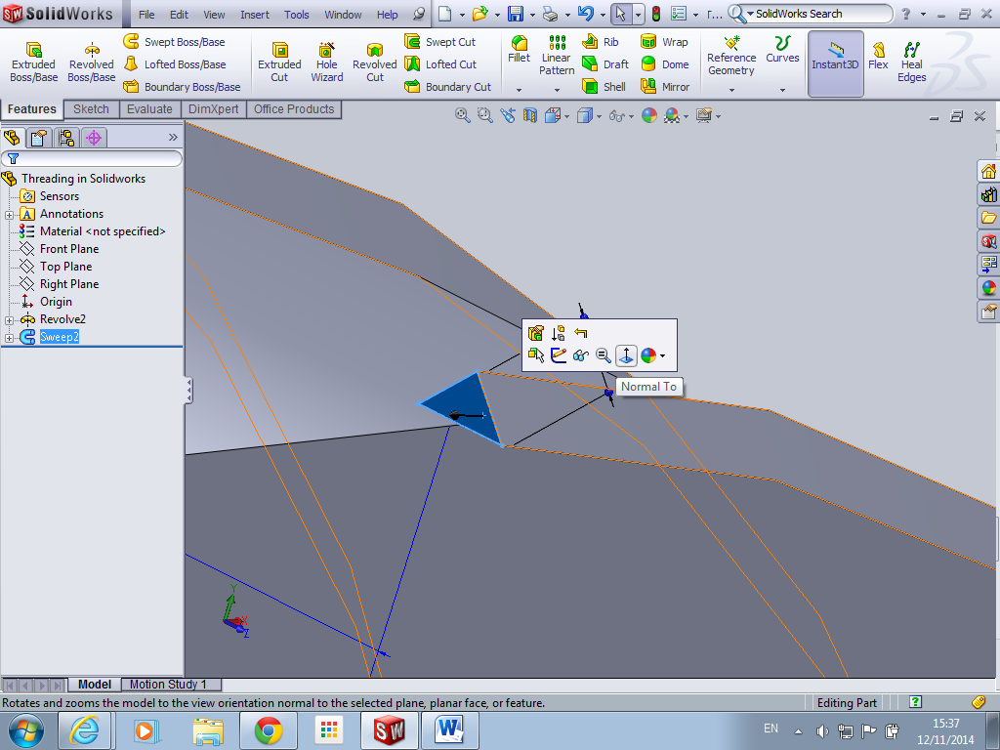 SolidWorks File Edit View Insert Tools Window Help r... SolidWorks Search
Extruded Boss/Base
Revolved Boss/Base
Swept Boss/Base
Lofted Boss/Base
Boundary Boss/Base
Extruded Cut
Hole Wizard
Revolved Cut
Swept Cut
Lofted Cut
Boundary Cut
Fillet
Linear Pattern
Rib
Draft
Shell
Wrap
Dome
Mirror
Reference Geometry
Curves
Instant3D
Flex
Heal Edges
Features Sketch Evaluate DimXpert Office Products
Threading in Solidworks
Sensors
Annotations
Material <not specified>
Front Plane
Top Plane
Right Plane
Origin
Revolve2
Sweep2
Normal To
Y
X
Z
Model Motion Study 1
Rotates and zooms the model to the view orientation normal to the selected plane, planar face, or feature. Editing Part
EN 15:37
12/11/2014